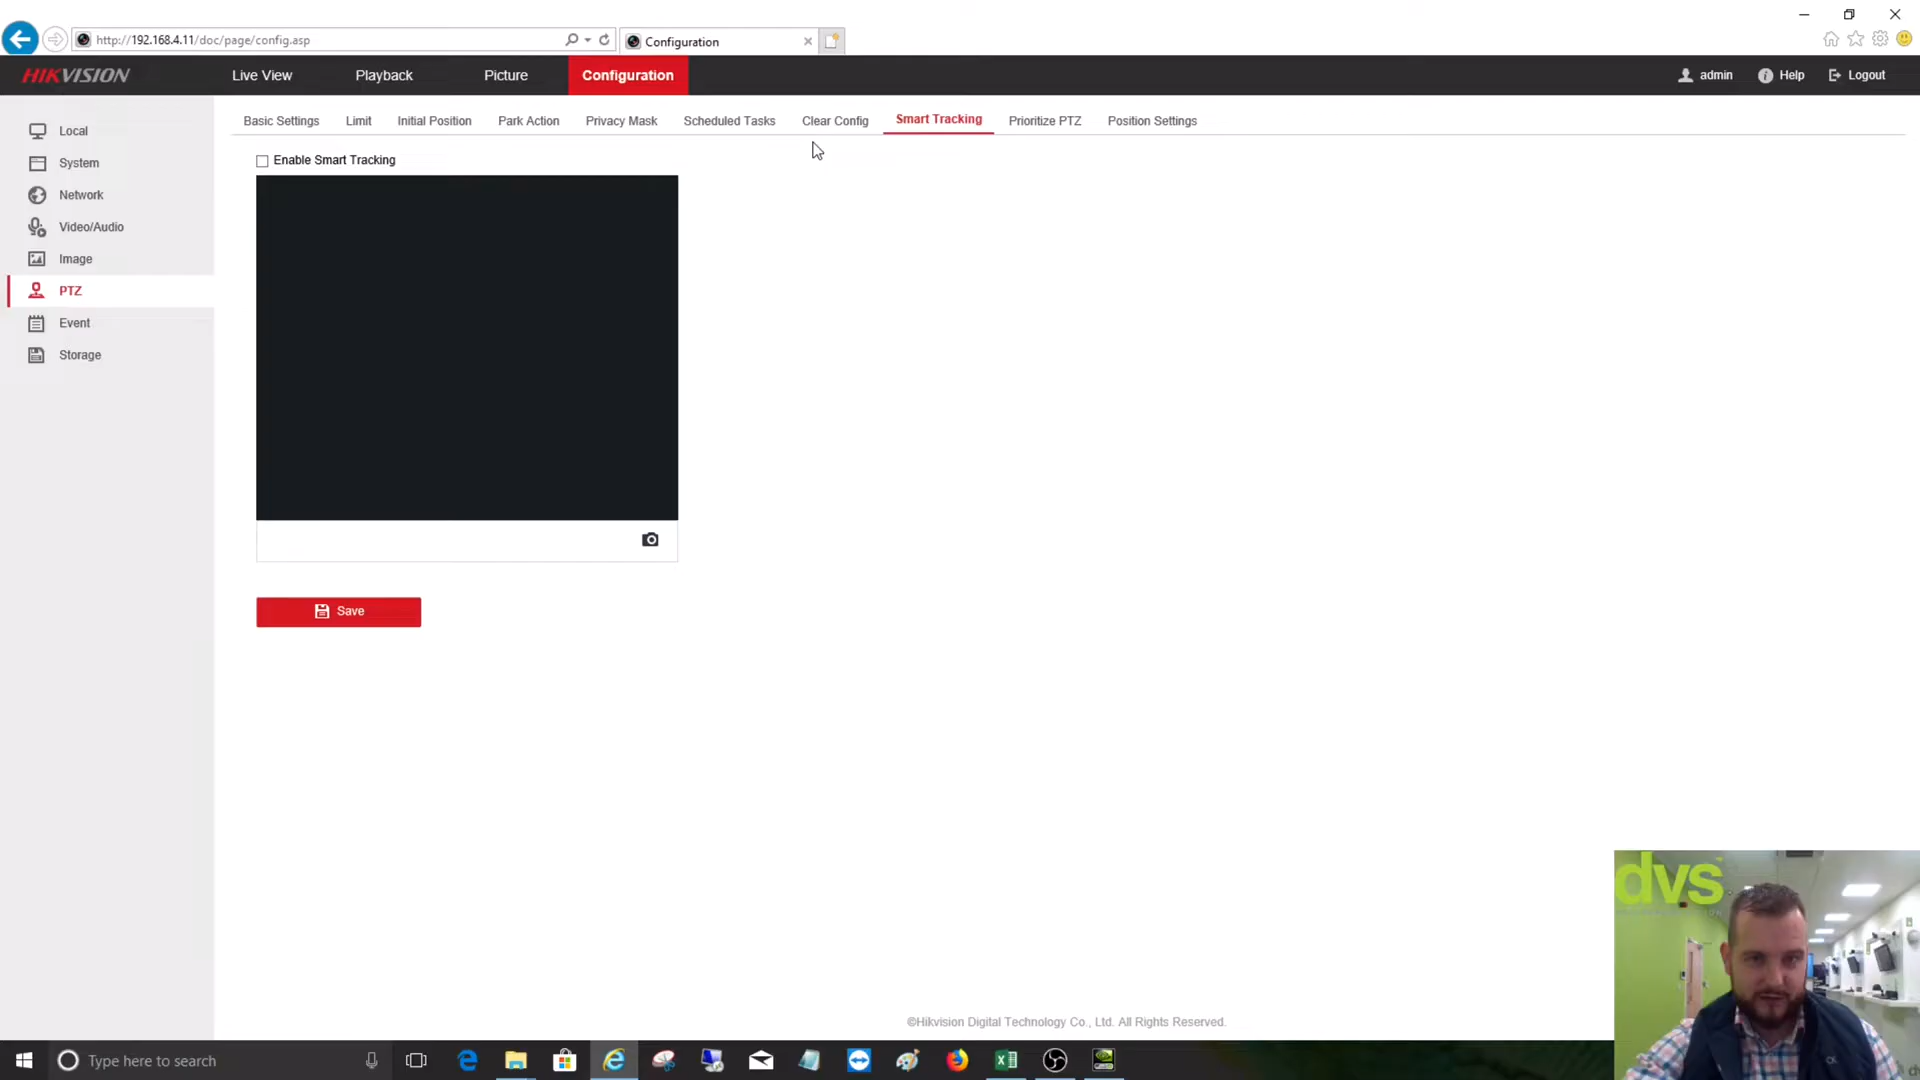 http://192.168.4.11/doc/page/config.asp
Configuration
HIKVISION
Live View
Playback
Picture
Configuration
admin
Help
Logout
Local
System
Network
Video/Audio
Image
PTZ
Event
Storage
Basic Settings
Limit
Initial Position
Park Action
Privacy Mask
Scheduled Tasks
Clear Config
Smart Tracking
Prioritize PTZ
Position Settings
Enable Smart Tracking
Save
dvs
©Hikvision Digital Technology Co., Ltd. All Rights Reserved.
Type here to search